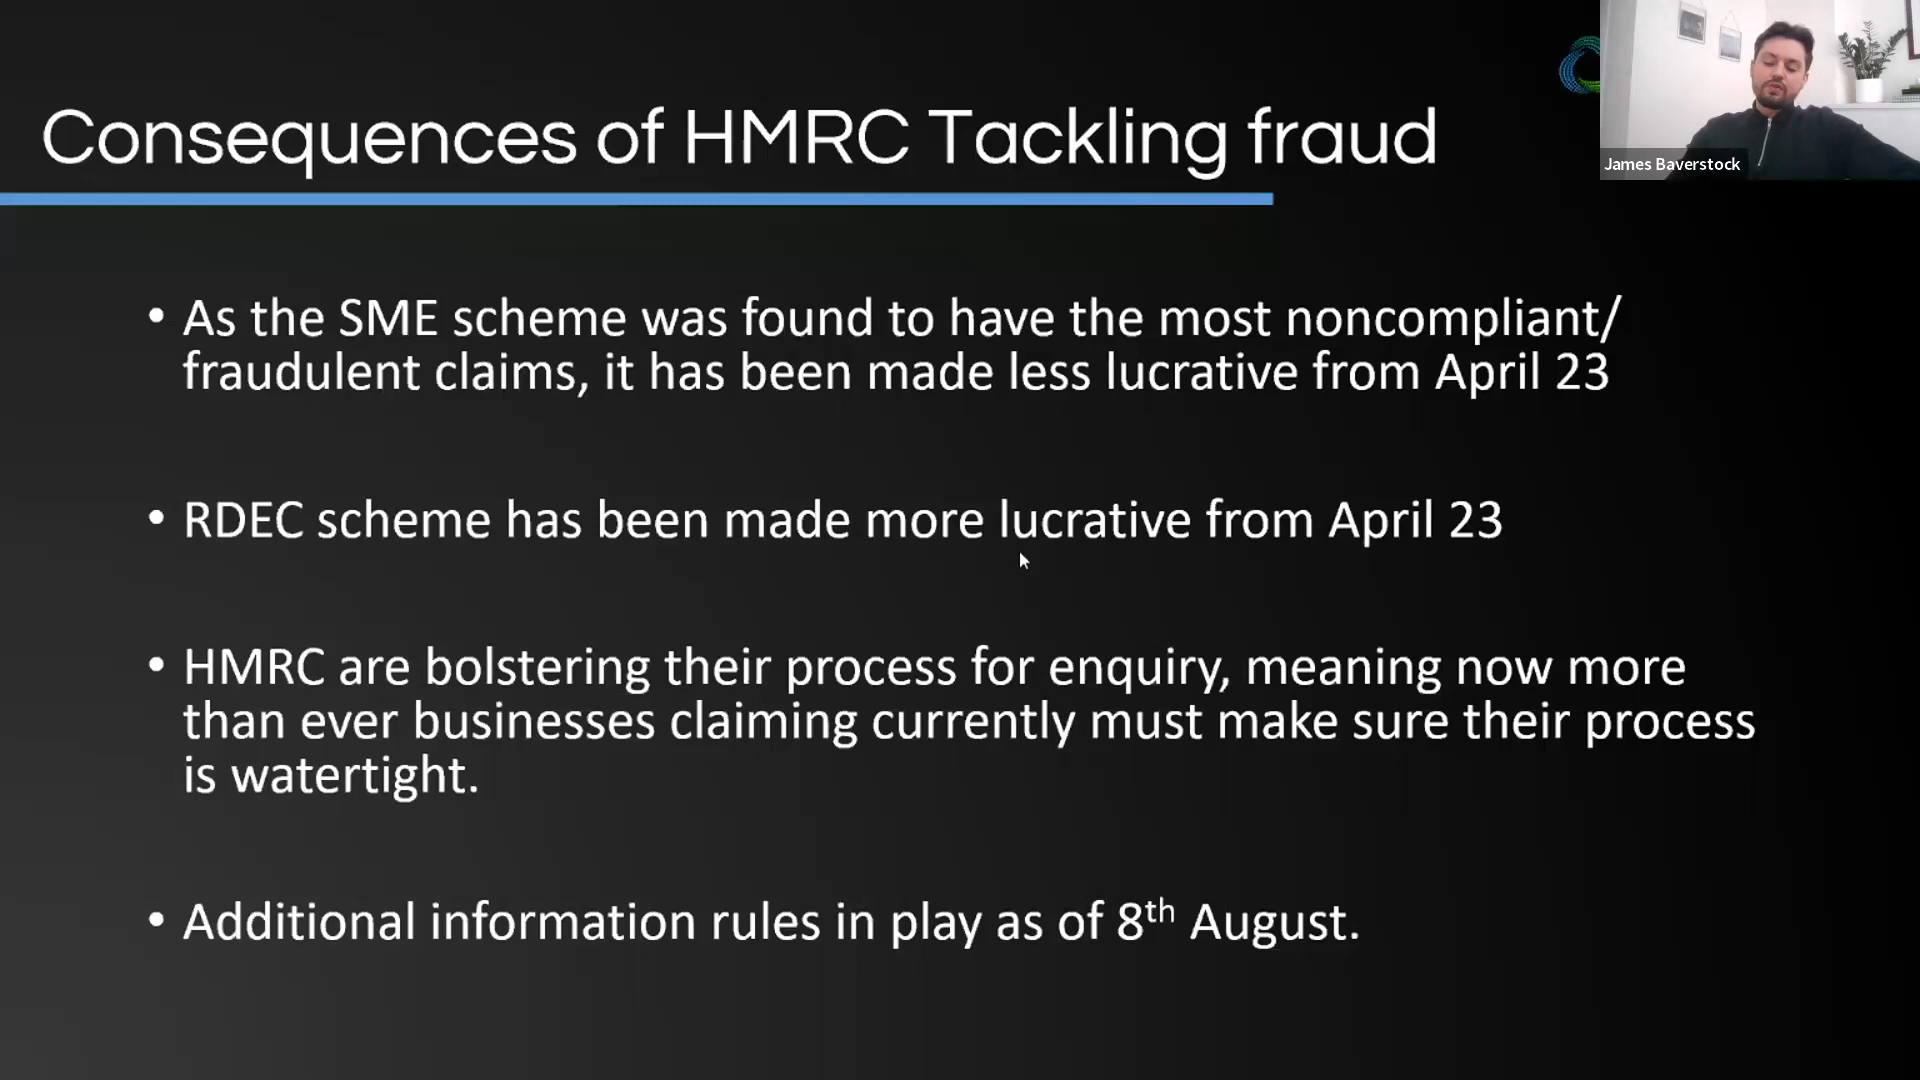 Consequences of HMRC Tackling fraud
James Baverstock
• As the SME scheme was found to have the most noncompliant/
fraudulent claims, it has been made less lucrative from April 23
• RDEC scheme has been made more lucrative from April 23
• HMRC are bolstering their process for enquiry, meaning now more
than ever businesses claiming currently must make sure their process
is watertight.
• Additional information rules in play as of 8th August.